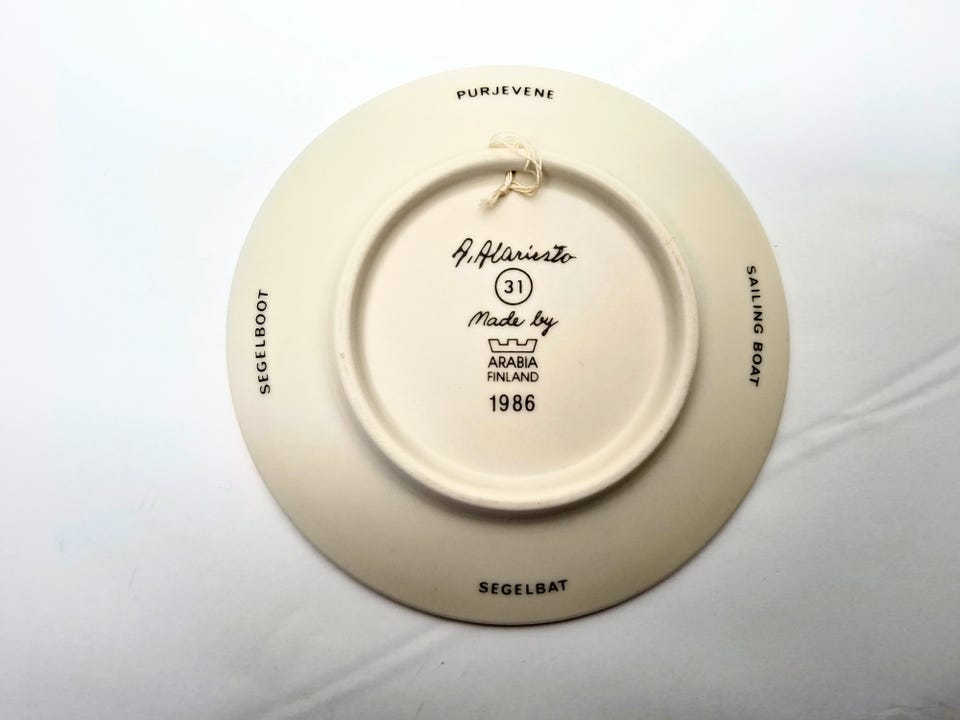 PURJEVENE
A. Alariesto
31
Made by
ARABIA
FINLAND
1986
SEGELBOOT
SAILING BOAT
SEGELBAT